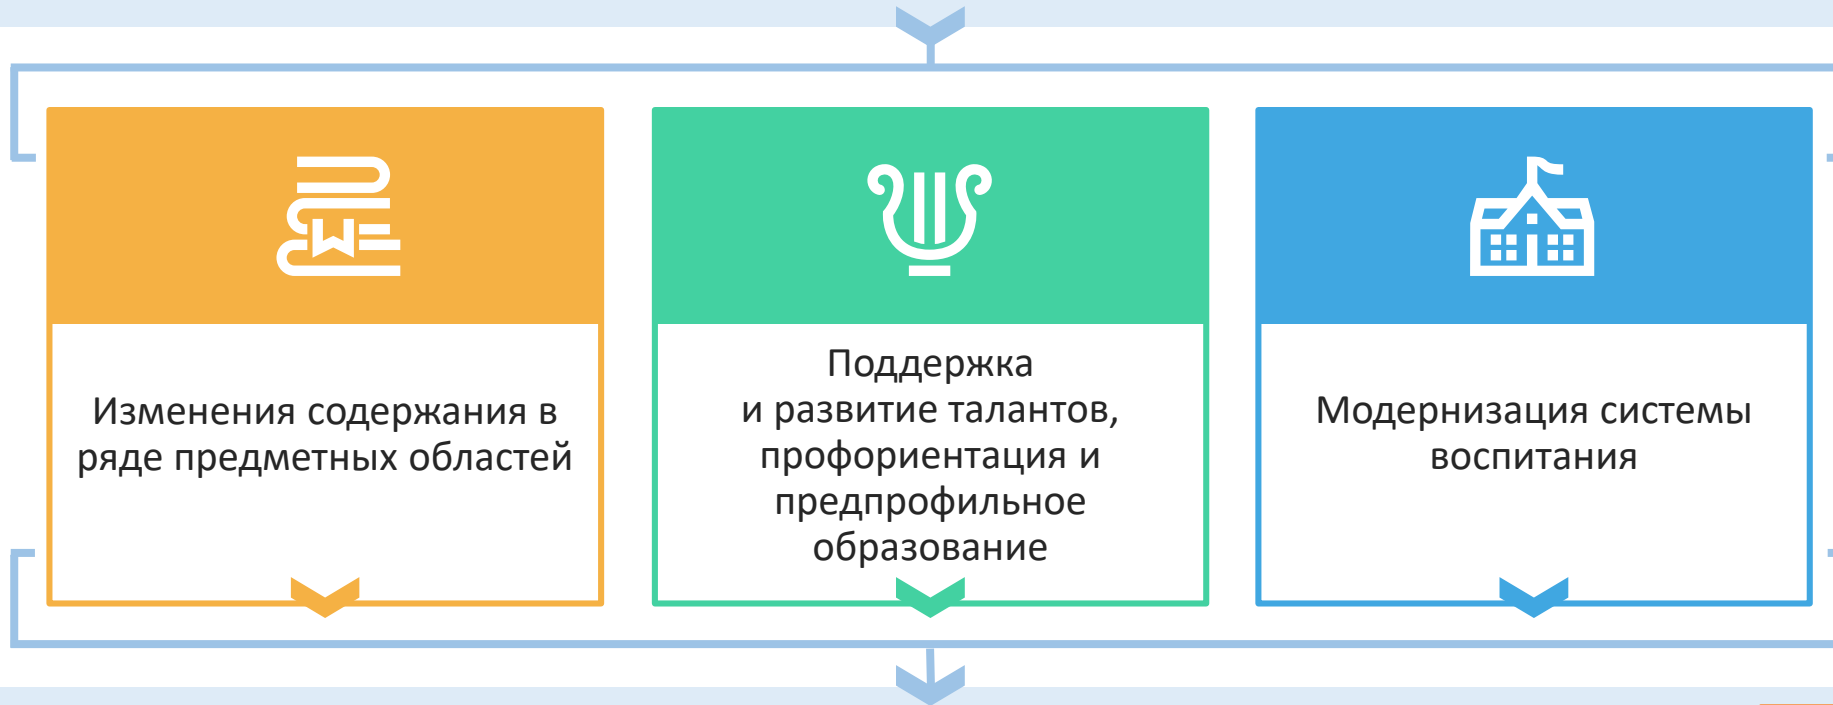 Изменения содержания в
ряде предметных областей
Поддержка
и развитие талантов,
профориентация и
предпрофильное
образование
Модернизация системы
воспитания